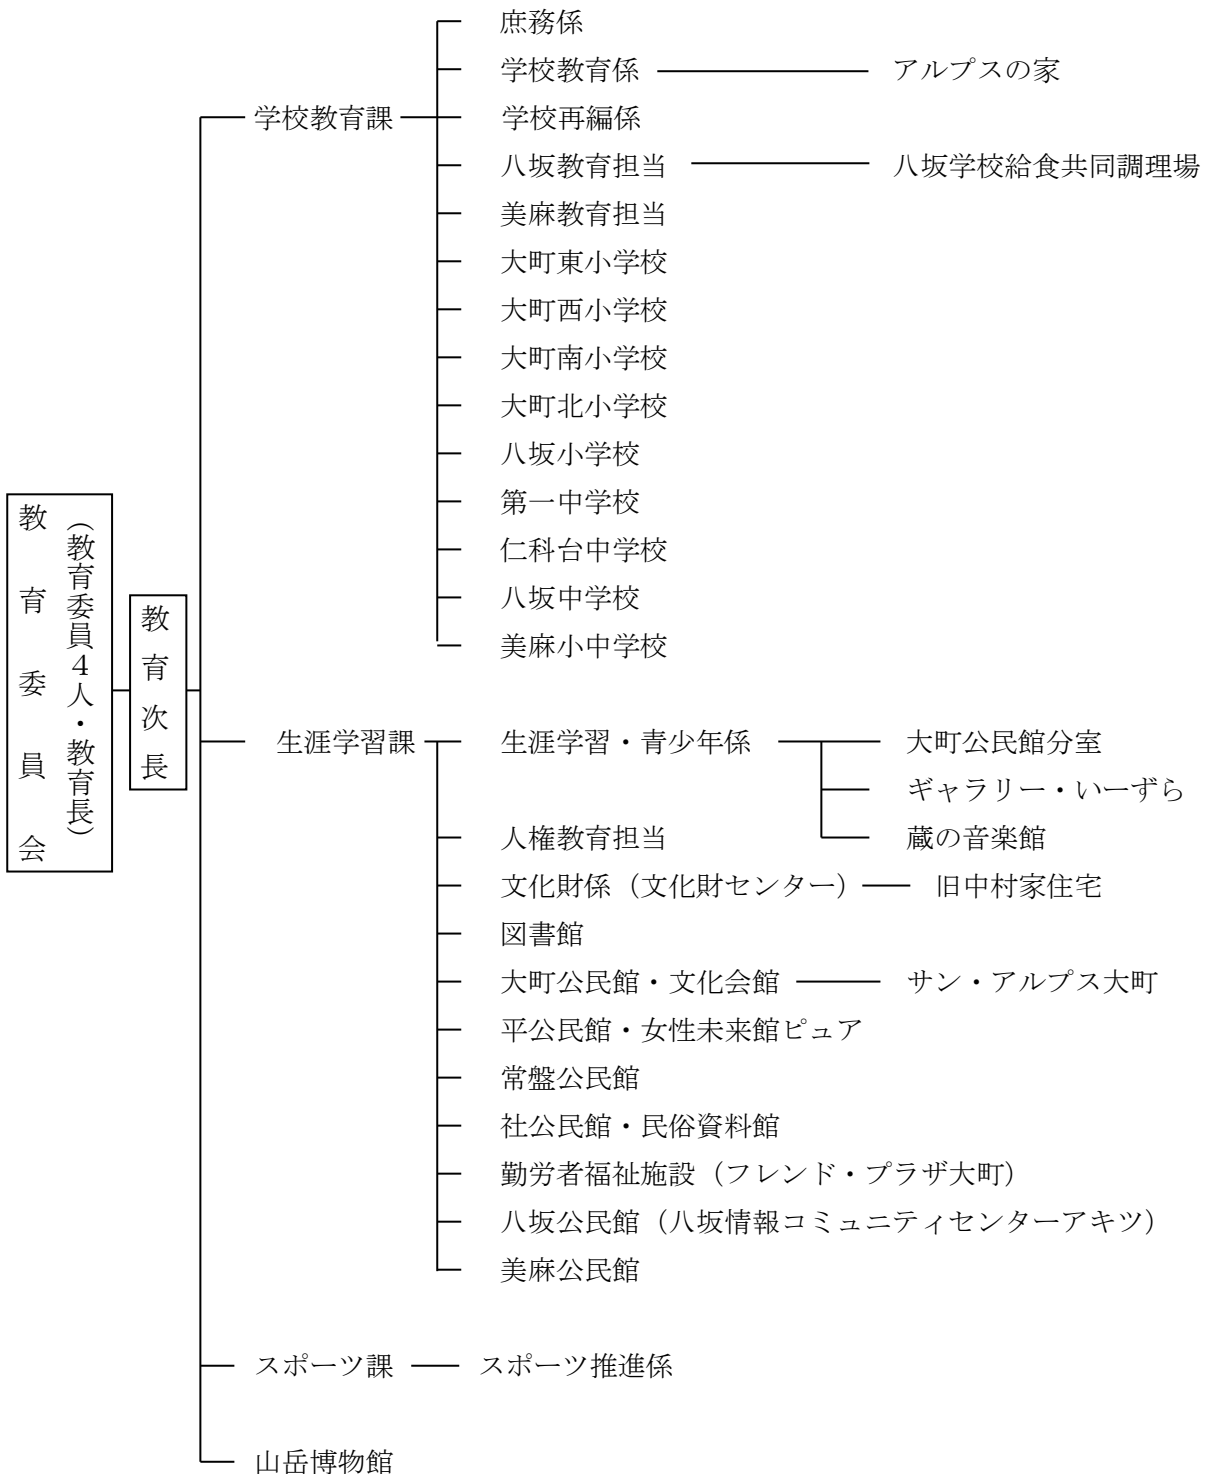 教育委員会
（教育委員４人・教育長）
教育次長
学校教育課
庶務係
学校教育係
アルプスの家
学校再編係
八坂教育担当
八坂学校給食共同調理場
美麻教育担当
大町東小学校
大町西小学校
大町南小学校
大町北小学校
八坂小学校
第一中学校
仁科台中学校
八坂中学校
美麻小中学校
生涯学習課
生涯学習・青少年係
大町公民館分室
ギャラリー・いーずら
蔵の音楽館
人権教育担当
文化財係（文化財センター）
旧中村家住宅
図書館
大町公民館・文化会館
サン・アルプス大町
平公民館・女性未来館ピュア
常盤公民館
社公民館・民俗資料館
勤労者福祉施設（フレンド・プラザ大町）
八坂公民館（八坂情報コミュニティセンターアキツ）
美麻公民館
スポーツ課
スポーツ推進係
山岳博物館